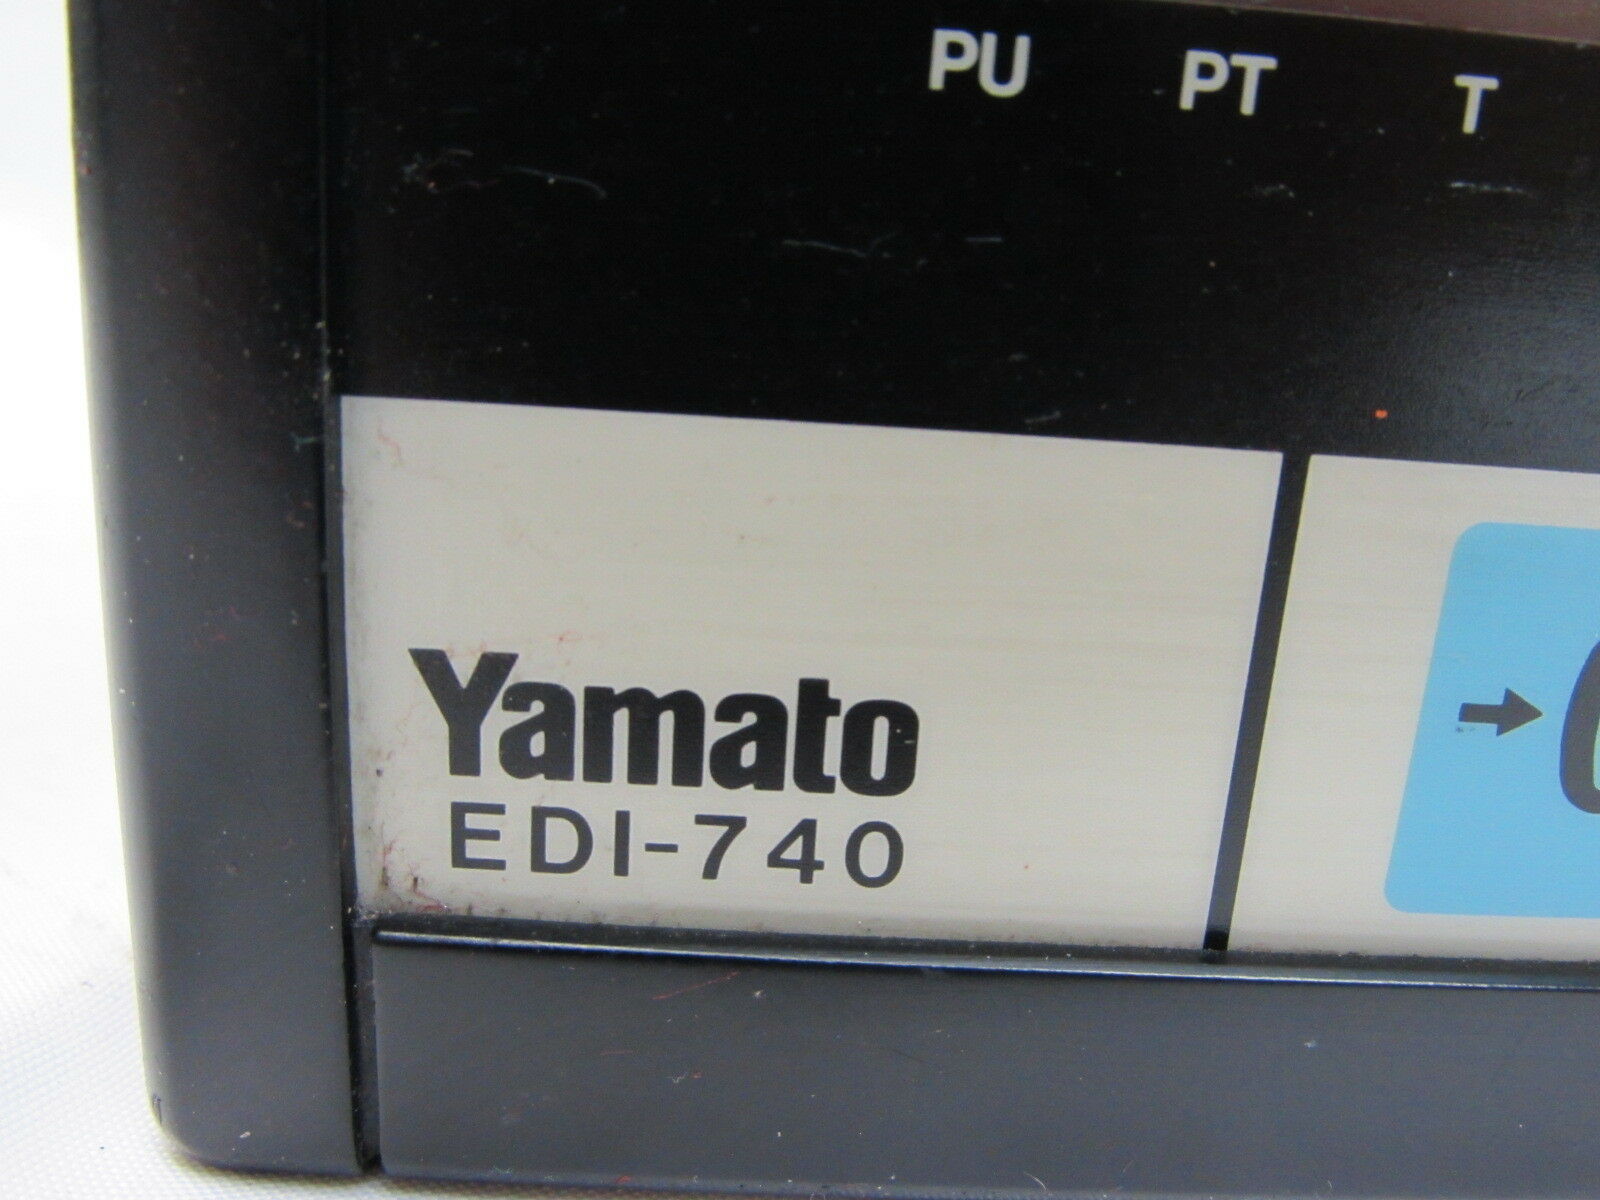 PU PT T
Yamato
EDI-740